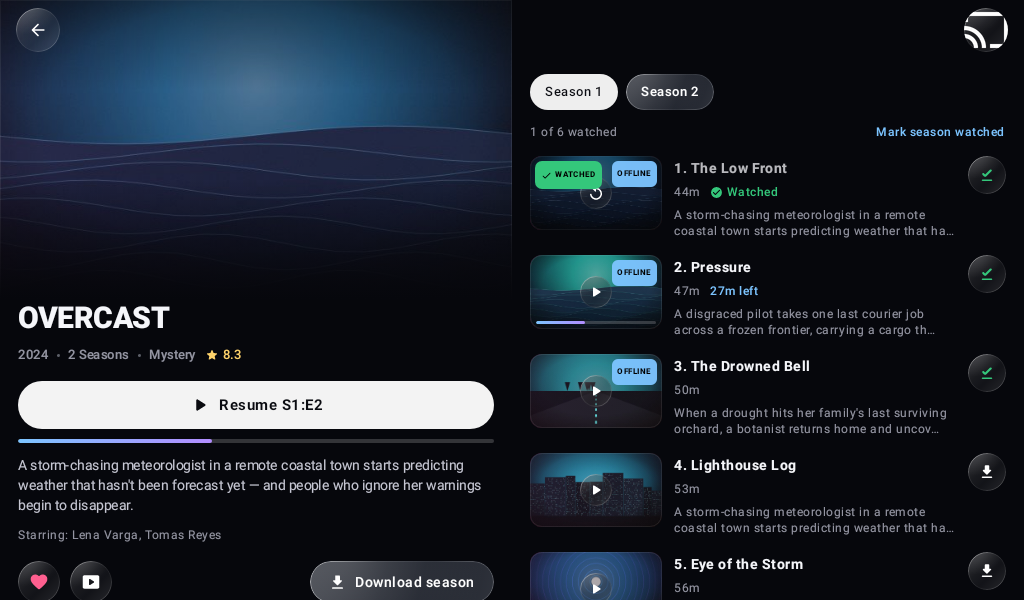 OVERCAST
2024 • 2 Seasons • Mystery ★ 8.3
Resume S1:E2
A storm-chasing meteorologist in a remote coastal town starts predicting
weather that hasn't been forecast yet — and people who ignore her warnings
begin to disappear.
Starring: Lena Varga, Tomas Reyes
Download season
Season 1
Season 2
1 of 6 watched
Mark season watched
WATCHED
OFFLINE
1. The Low Front
44m Watched
A storm-chasing meteorologist in a remote
coastal town starts predicting weather that ha…
OFFLINE
2. Pressure
47m 27m left
A disgraced pilot takes one last courier job
across a frozen frontier, carrying a cargo th…
OFFLINE
3. The Drowned Bell
50m
When a drought hits her family's last surviving
orchard, a botanist returns home and uncov…
4. Lighthouse Log
53m
A storm-chasing meteorologist in a remote
coastal town starts predicting weather that ha…
5. Eye of the Storm
56m